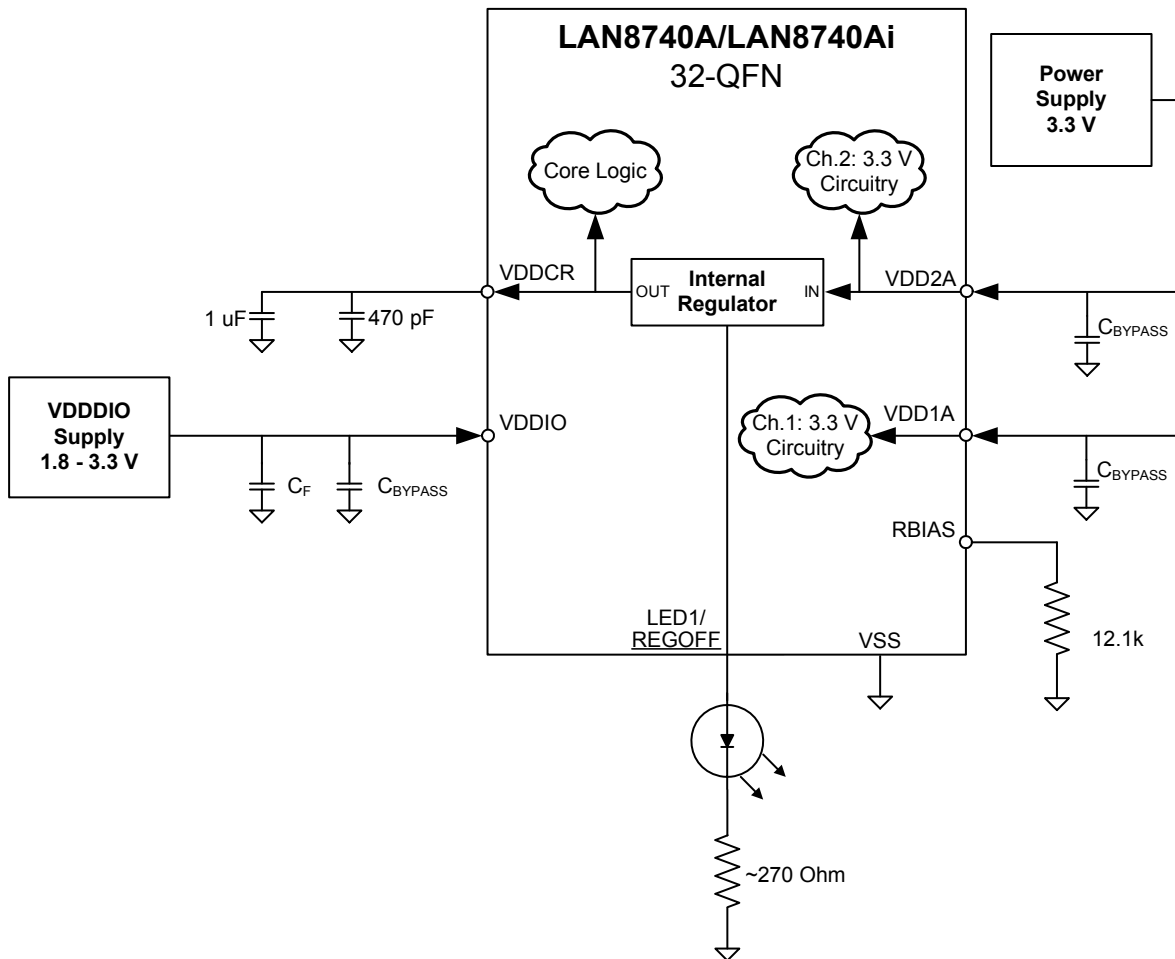 LAN8740A/LAN8740Ai
32-QFN
Power
Supply
3.3 V
Core Logic
Ch.2: 3.3 V
Circuitry
VDDCR
OUT
Internal
Regulator
IN
VDD2A
1 uF
470 pF
CBYPASS
VDDDIO
Supply
1.8 - 3.3 V
VDDIO
Ch.1: 3.3 V
Circuitry
VDD1A
CF
CBYPASS
CBYPASS
RBIAS
LED1/
REGOFF
VSS
12.1k
~270 Ohm